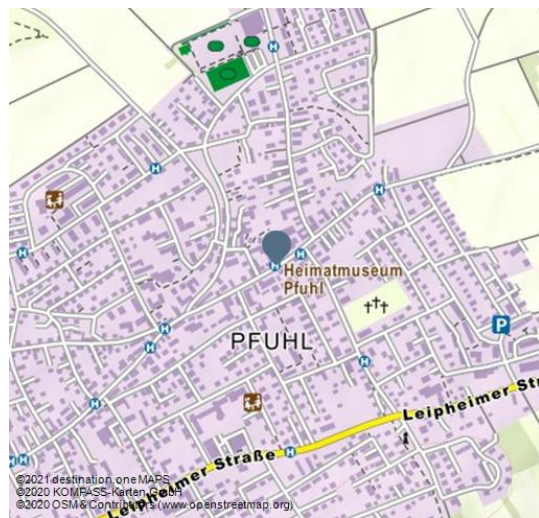 H
H
H
H
H
H
Heimatmuseum
Pfuhl
P
H
H
PFUHL
H
H
Leipheimer Straße
H
H
H
Leipheimer Straße
©2021 destination.one MAPS
©2020 KOMPASS-Karten GmbH
©2020 OSM & Contributors (www.openstreetmap.org)